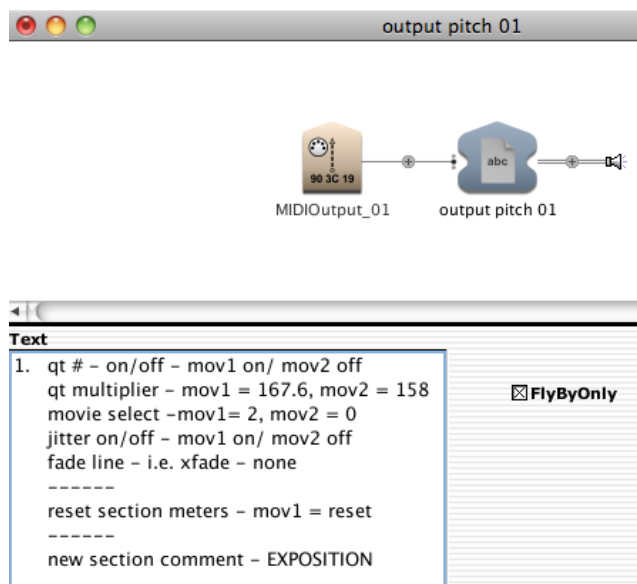 output pitch 01
abc
90 3C 19
MIDIOutput_01
output pitch 01
Text
1. qt # – on/off – mov1 on/ mov2 off
qt multiplier – mov1 = 167.6, mov2 = 158
movie select –mov1= 2, mov2 = 0
jitter on/off – mov1 on/ mov2 off
fade line – i.e. xfade – none
––––––
reset section meters – mov1 = reset
––––––
new section comment – EXPOSITION
FlyByOnly